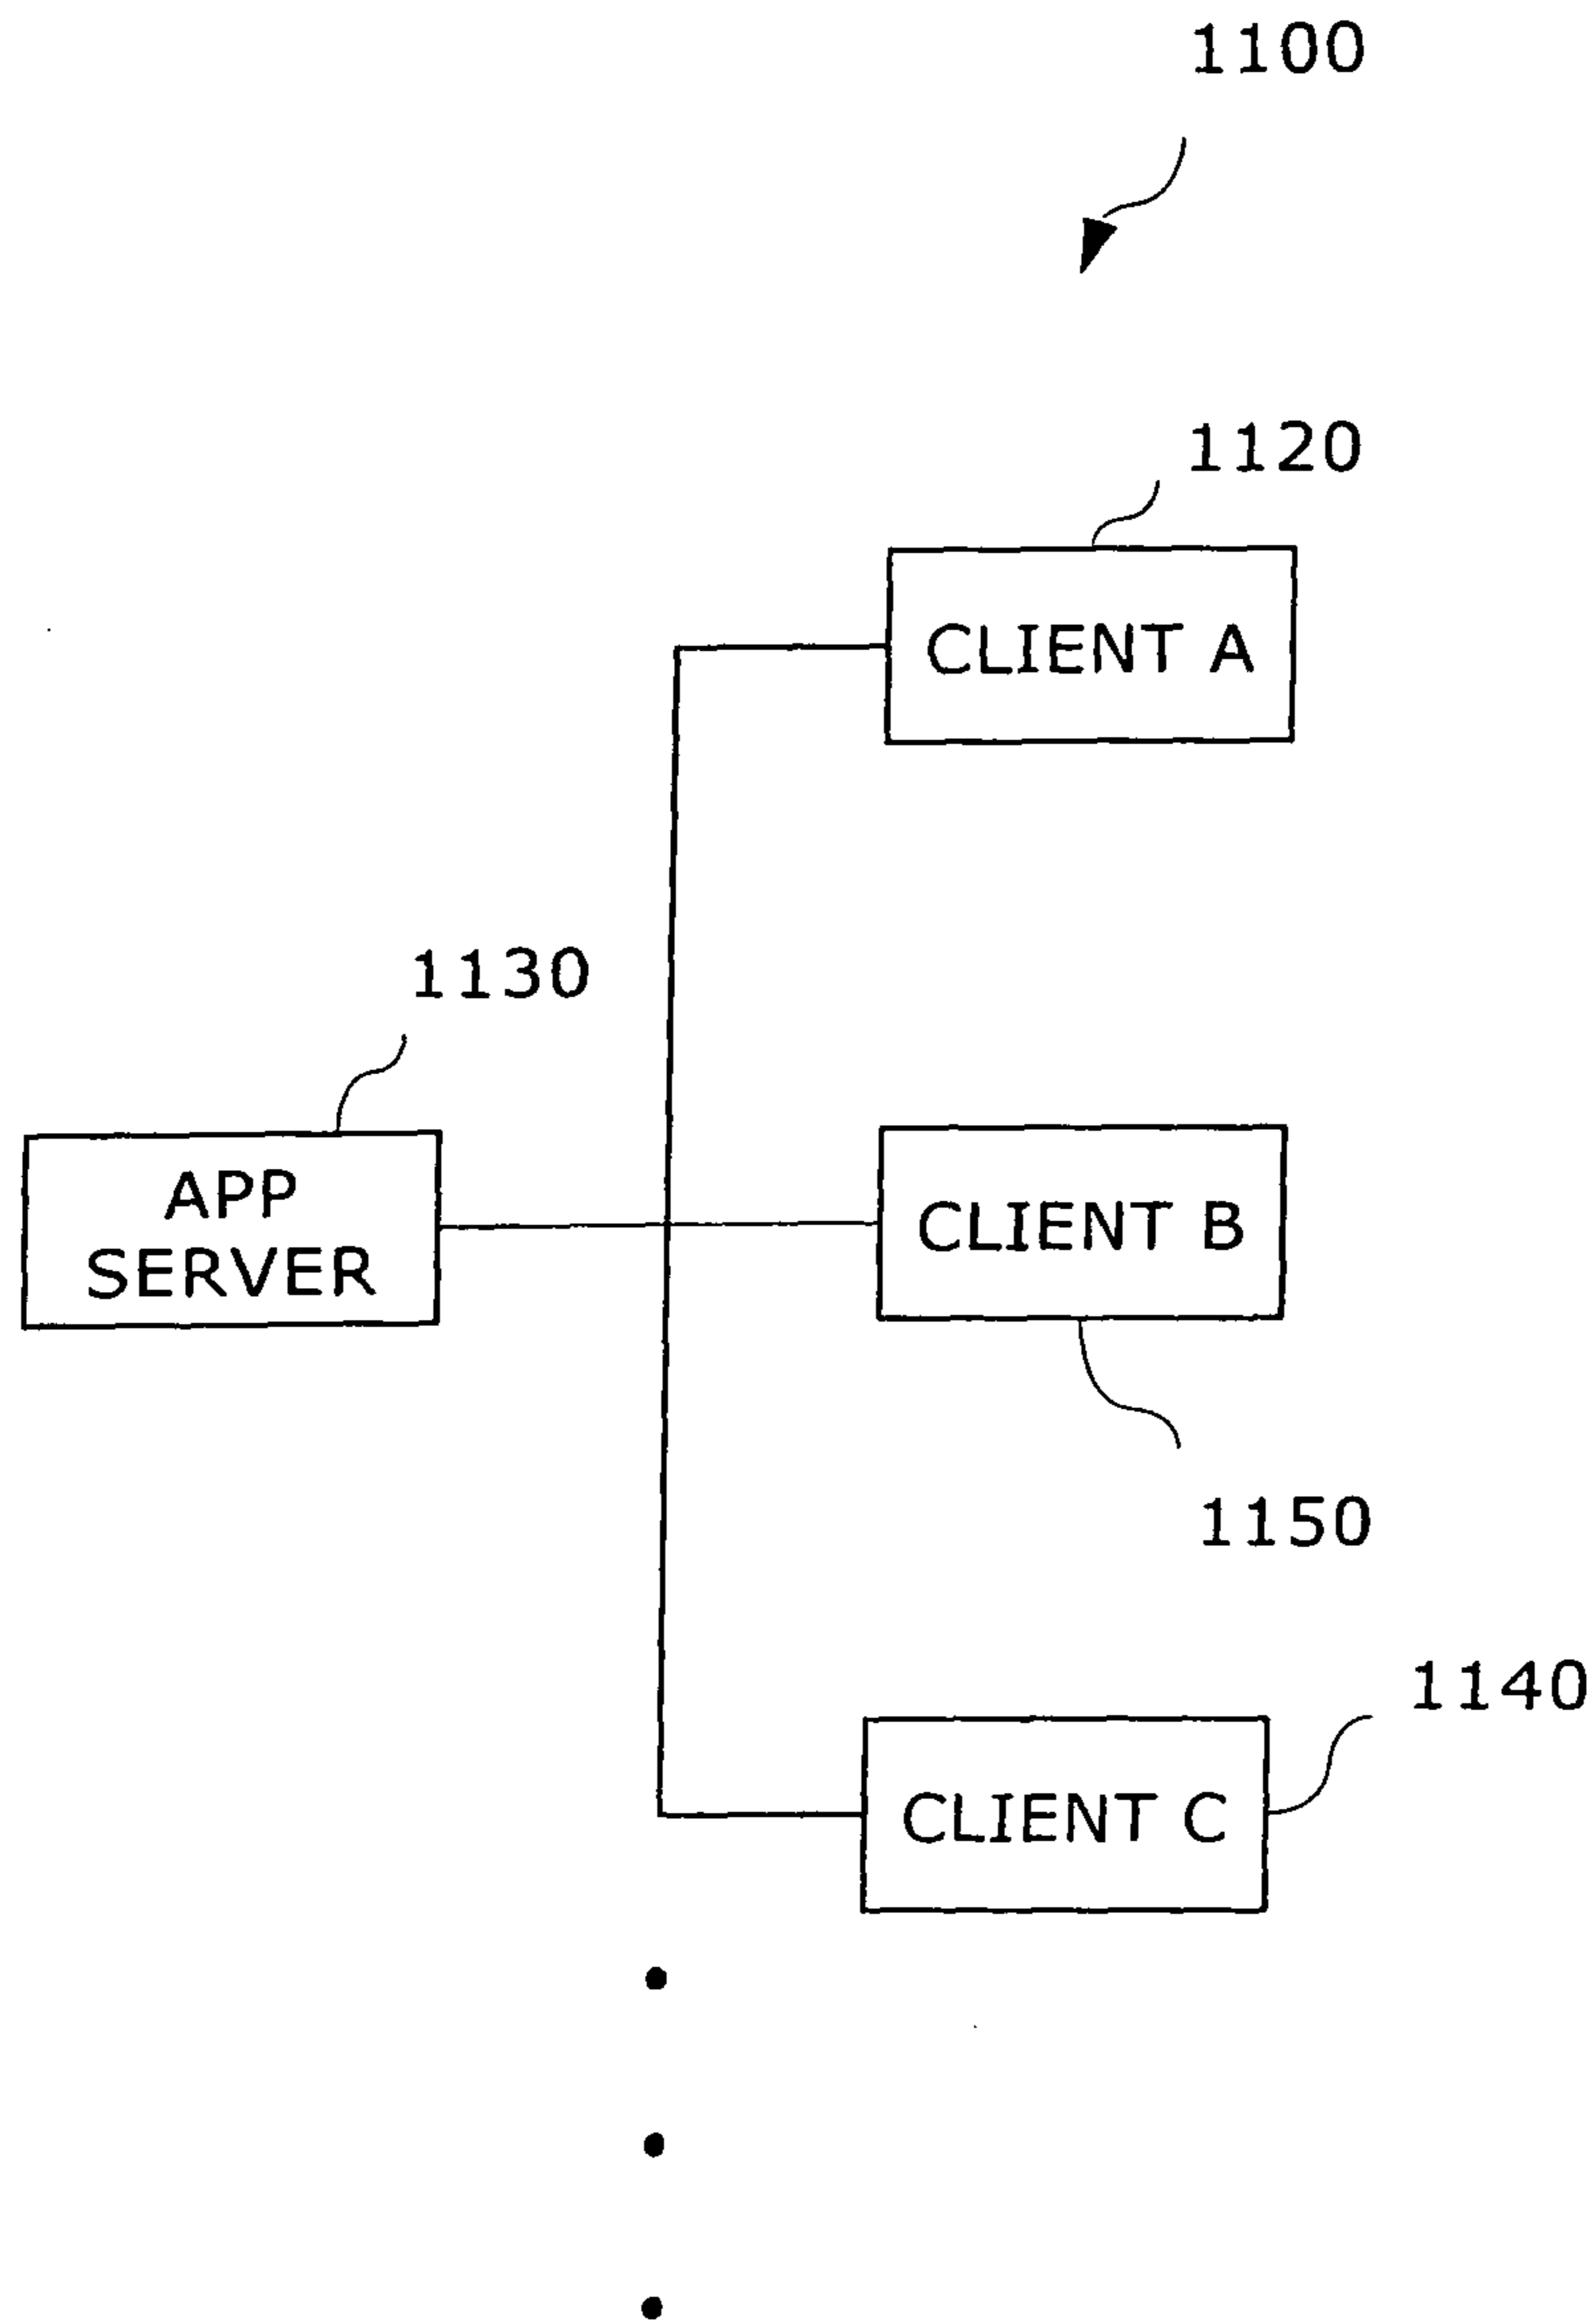 1100
1120
CLIENT A
1130
APP
SERVER
CLIENT B
1150
1140
CLIENT C